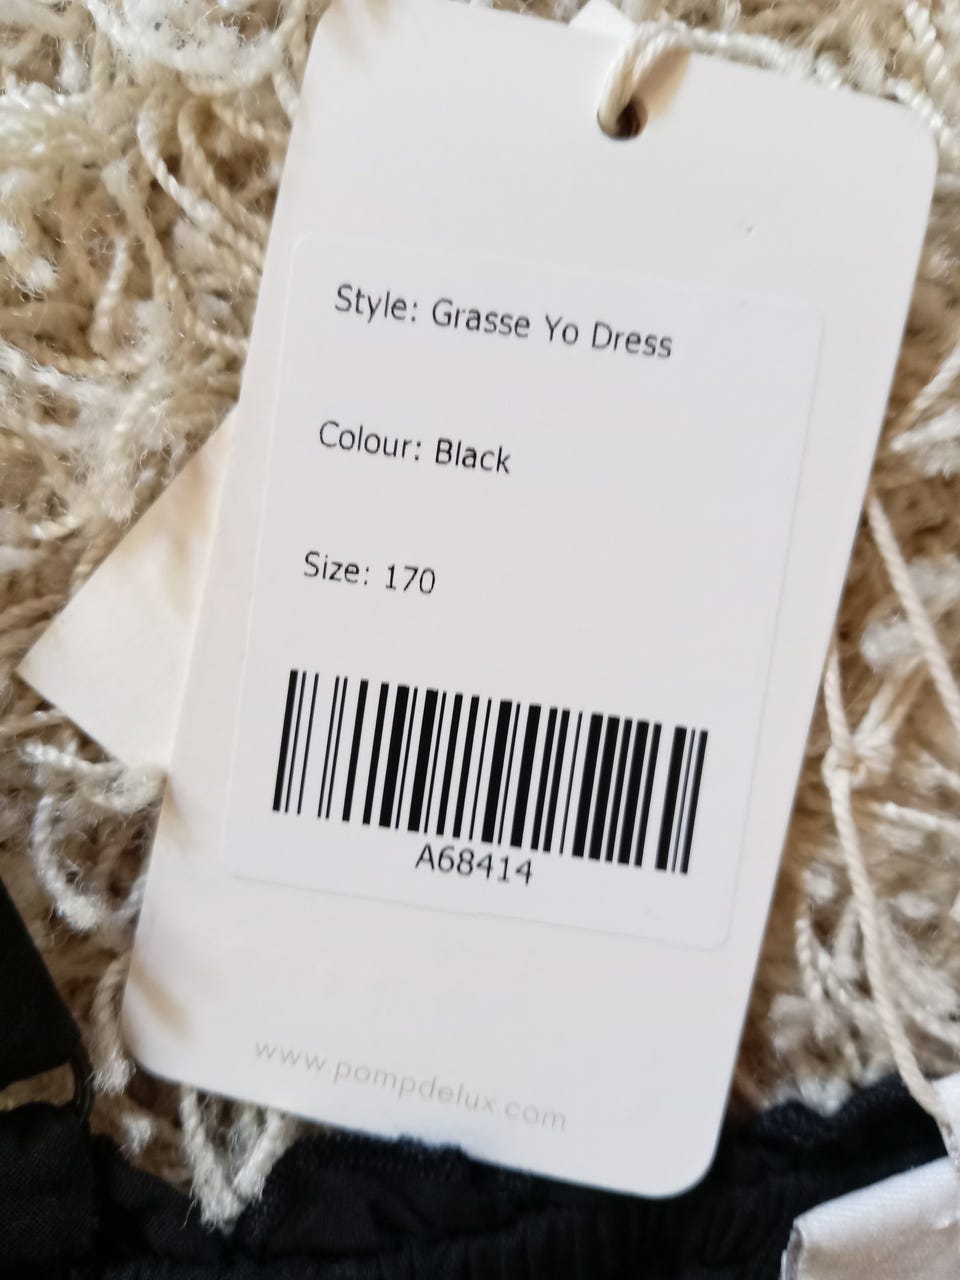 Style: Grasse Yo Dress
Colour: Black
Size: 170
A68414
www.pompdelux.com